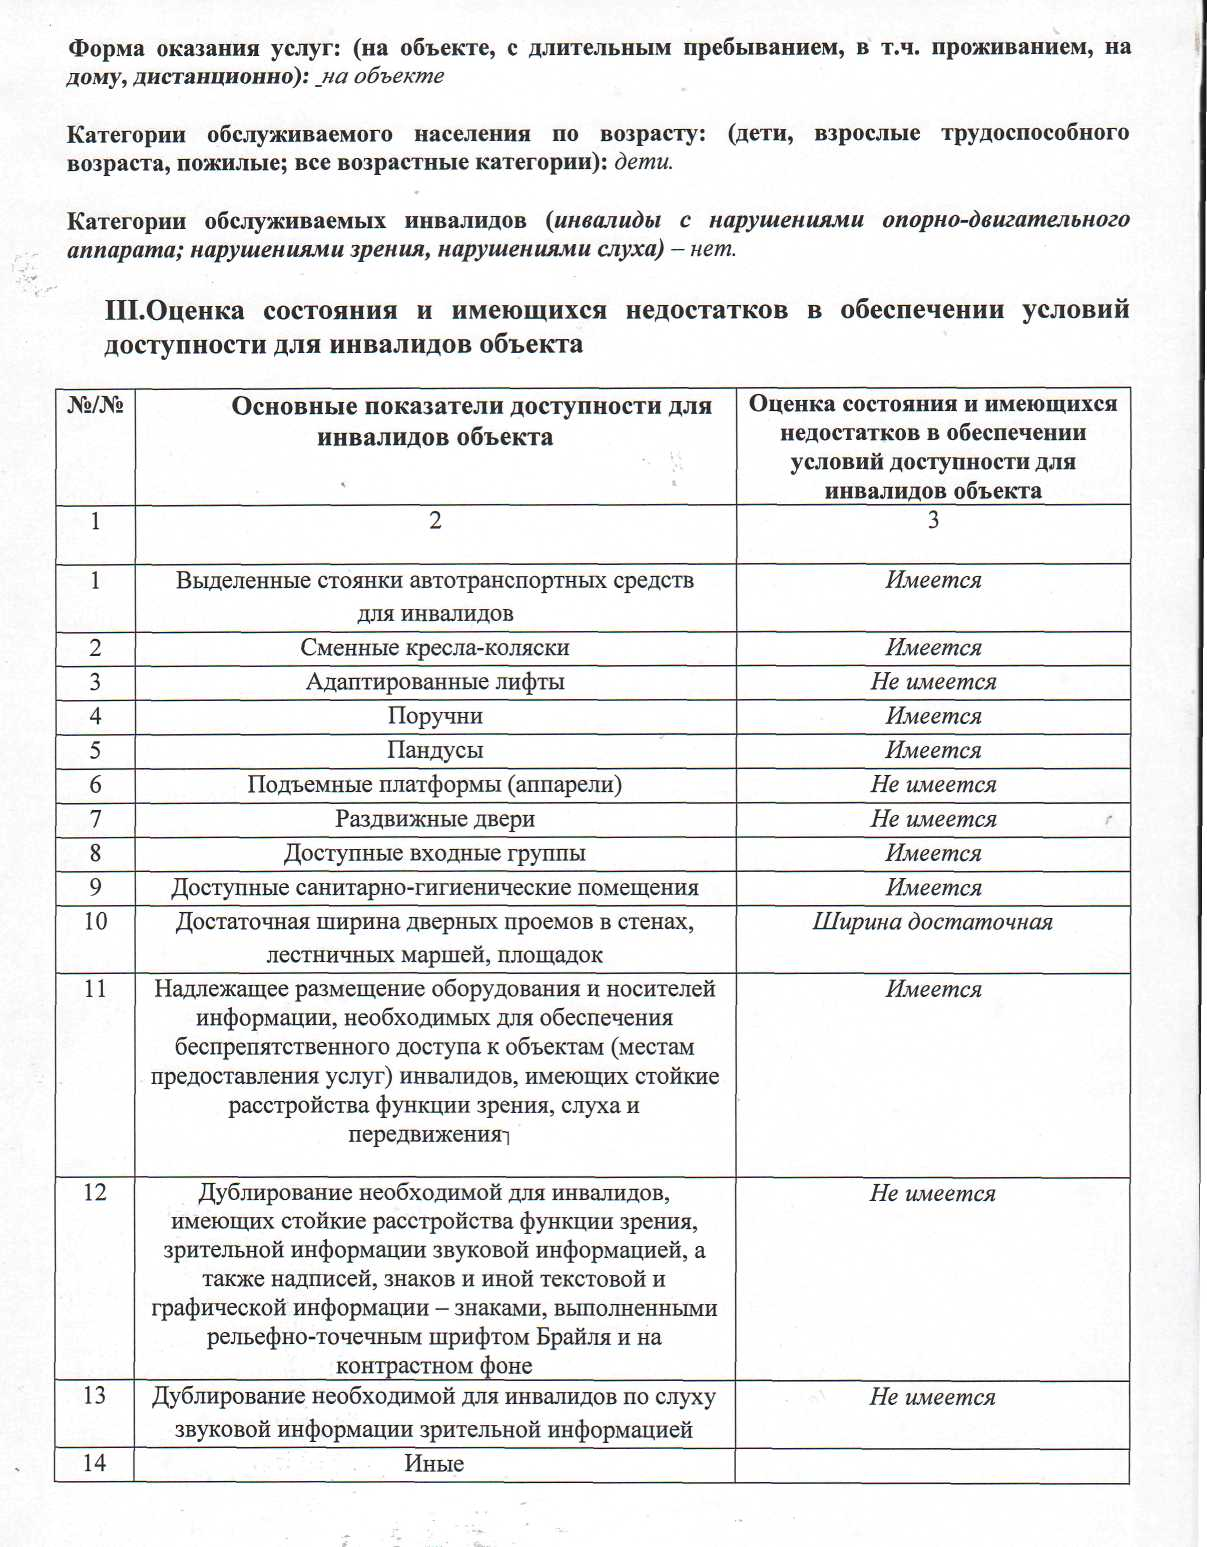 Форма оказания услуг: (на объекте, с длительным пребыванием, в т.ч. проживанием, на
дому, дистанционно): _на объекте
Категории обслуживаемого населения по возрасту: (дети, взрослые трудоспособного
возраста, пожилые; все возрастные категории): дети.
Категории обслуживаемых инвалидов (инвалиды с нарушениями опорно-двигательного
аппарата; нарушениями зрения, нарушениями слуха) – нет.
III.Оценка состояния и имеющихся недостатков в обеспечении условий
доступности для инвалидов объекта
№/№
Основные показатели доступности для
инвалидов объекта
Оценка состояния и имеющихся
недостатков в обеспечении
условий доступности для
инвалидов объекта
1 2 3
1 Выделенные стоянки автотранспортных средств Имеется
для инвалидов
2 Сменные кресла-коляски Имеется
3 Адаптированные лифты Не имеется
4 Поручни Имеется
5 Пандусы Имеется
6 Подъемные платформы (аппарели) Не имеется
7 Раздвижные двери Не имеется
8 Доступные входные группы Имеется
9 Доступные санитарно-гигиенические помещения Имеется
10 Достаточная ширина дверных проемов в стенах, Ширина достаточная
лестничных маршей, площадок
11 Надлежащее размещение оборудования и носителей Имеется
информации, необходимых для обеспечения
беспрепятственного доступа к объектам (местам
предоставления услуг) инвалидов, имеющих стойкие
расстройства функции зрения, слуха и
передвижения
12 Дублирование необходимой для инвалидов, Не имеется
имеющих стойкие расстройства функции зрения,
зрительной информации звуковой информацией, а
также надписей, знаков и иной текстовой и
графической информации – знаками, выполненными
рельефно-точечным шрифтом Брайля и на
контрастном фоне
13 Дублирование необходимой для инвалидов по слуху Не имеется
звуковой информации зрительной информацией
14 Иные